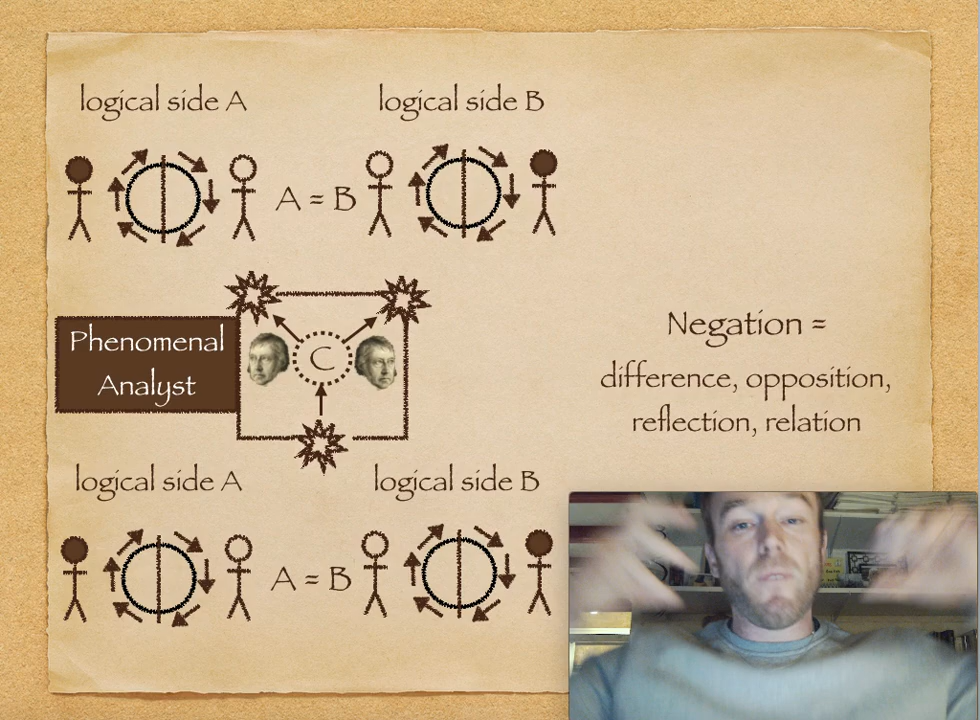 logical side A
logical side B
A = B
Phenomenal
Analyst
C
Negation =
difference, opposition,
reflection, relation
logical side A
logical side B
A = B